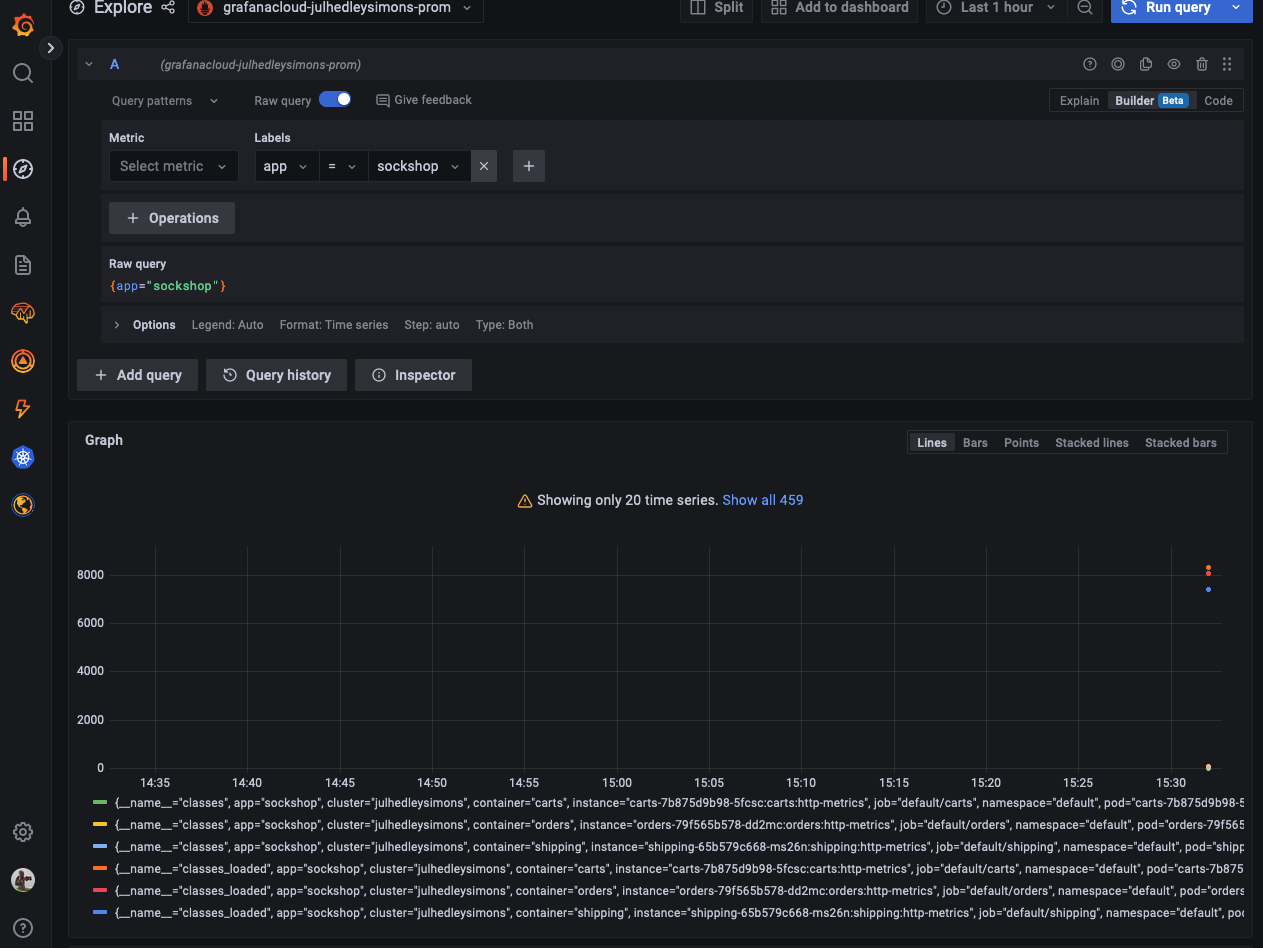 Explore
grafanacloud-julhedleysimons-prom
Split
Add to dashboard
Last 1 hour
Run query
A
(grafanacloud-julhedleysimons-prom)
Query patterns
Raw query
Give feedback
Explain
Builder Beta
Code
Metric
Labels
Select metric
app
=
sockshop
×
+
+ Operations
Raw query
{app="sockshop"}
Options Legend: Auto Format: Time series Step: auto Type: Both
+ Add query
Query history
Inspector
Graph
Lines Bars Points Stacked lines Stacked bars
Showing only 20 time series. Show all 459
8000
6000
4000
2000
0
14:35 14:40 14:45 14:50 14:55 15:00 15:05 15:10 15:15 15:20 15:25 15:30
{__name__="classes", app="sockshop", cluster="julhedleysimons", container="carts", instance="carts-7b875d9b98-5fcsc:carts:http-metrics", job="default/carts", namespace="default", pod="carts-7b875d9b98-5
{__name__="classes", app="sockshop", cluster="julhedleysimons", container="orders", instance="orders-79f565b578-dd2mc:orders:http-metrics", job="default/orders", namespace="default", pod="orders-79f565
{__name__="classes", app="sockshop", cluster="julhedleysimons", container="shipping", instance="shipping-65b579c668-ms26n:shipping:http-metrics", job="default/shipping", namespace="default", pod="shipp
{__name__="classes_loaded", app="sockshop", cluster="julhedleysimons", container="carts", instance="carts-7b875d9b98-5fcsc:carts:http-metrics", job="default/carts", namespace="default", pod="carts-7b875
{__name__="classes_loaded", app="sockshop", cluster="julhedleysimons", container="orders", instance="orders-79f565b578-dd2mc:orders:http-metrics", job="default/orders", namespace="default", pod="orders
{__name__="classes_loaded", app="sockshop", cluster="julhedleysimons", container="shipping", instance="shipping-65b579c668-ms26n:shipping:http-metrics", job="default/shipping", namespace="default", poc